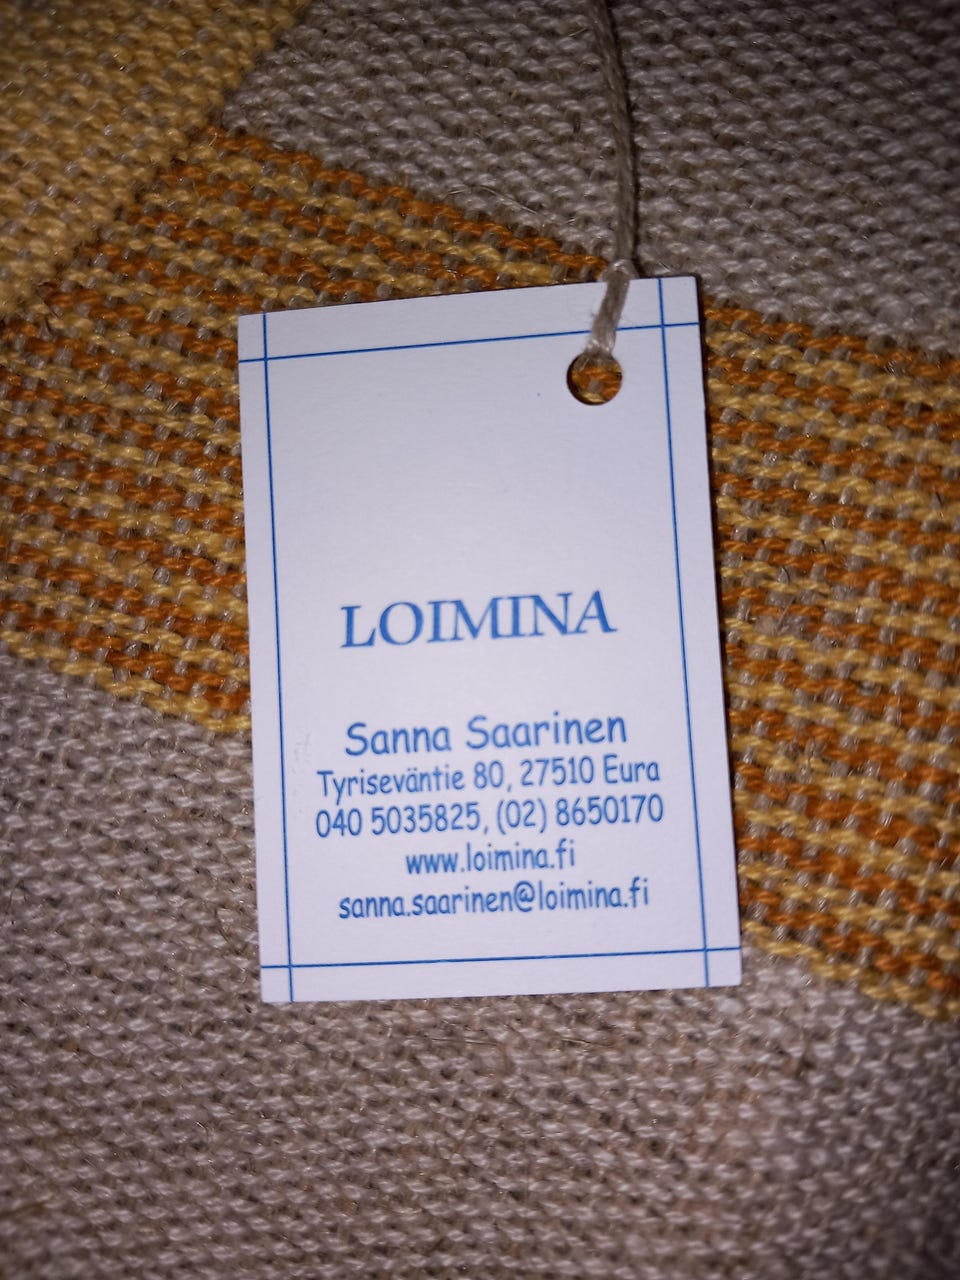 LOIMINA
Sanna Saarinen
Tyriseväntie 80, 27510 Eura
040 5035825, (02) 8650170
www.loimina.fi
sanna.saarinen@loimina.fi